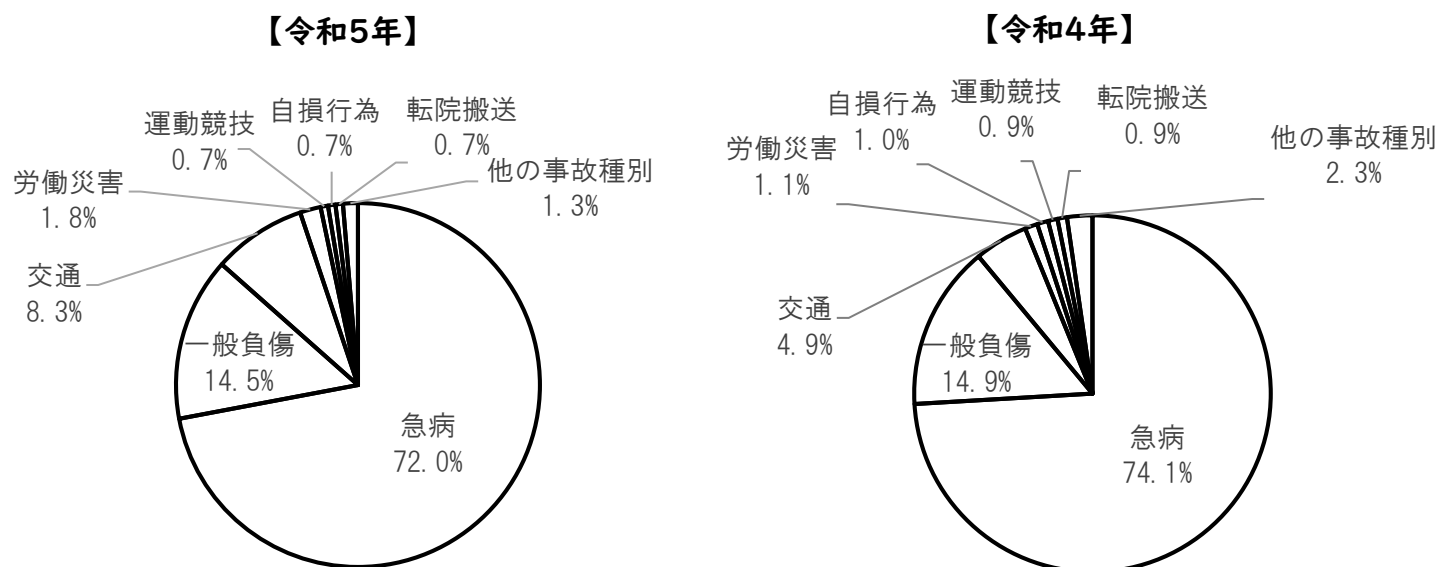 【令和5年】
運動競技
0.7%
自損行為
0.7%
転院搬送
0.7%
労働災害
1.8%
他の事故種別
1.3%
交通
8.3%
一般負傷
14.5%
急病
72.0%
【令和4年】
自損行為
1.0%
運動競技
0.9%
転院搬送
0.9%
労働災害
1.1%
他の事故種別
2.3%
交通
4.9%
一般負傷
14.9%
急病
74.1%